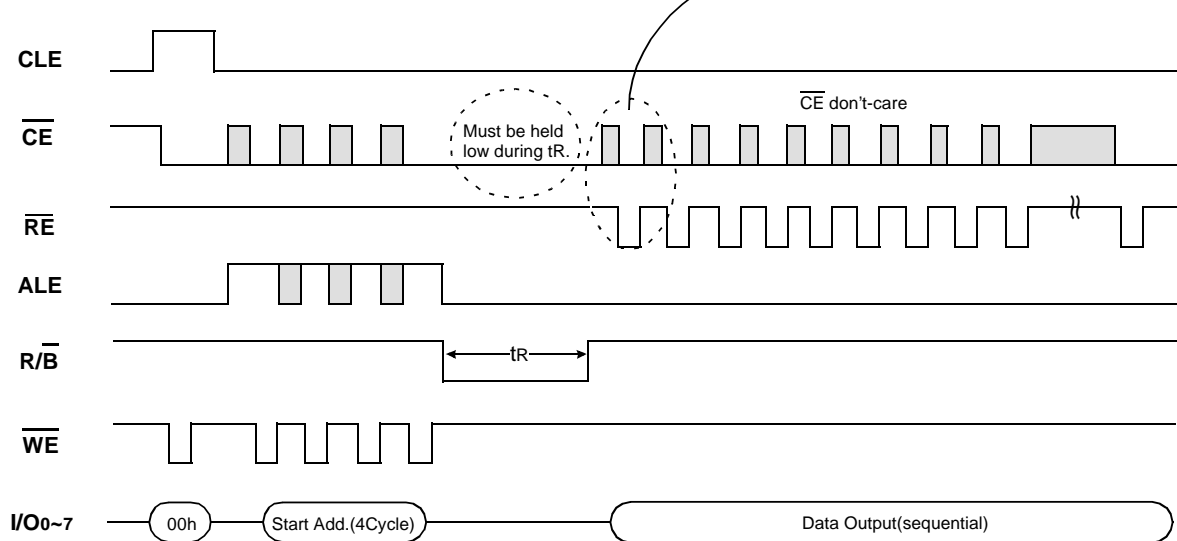 CLE
CE don't-care
CE
Must be held
low during tR.
RE
ALE
R/B
tR
WE
I/O0~7
00h
Start Add.(4Cycle)
Data Output(sequential)